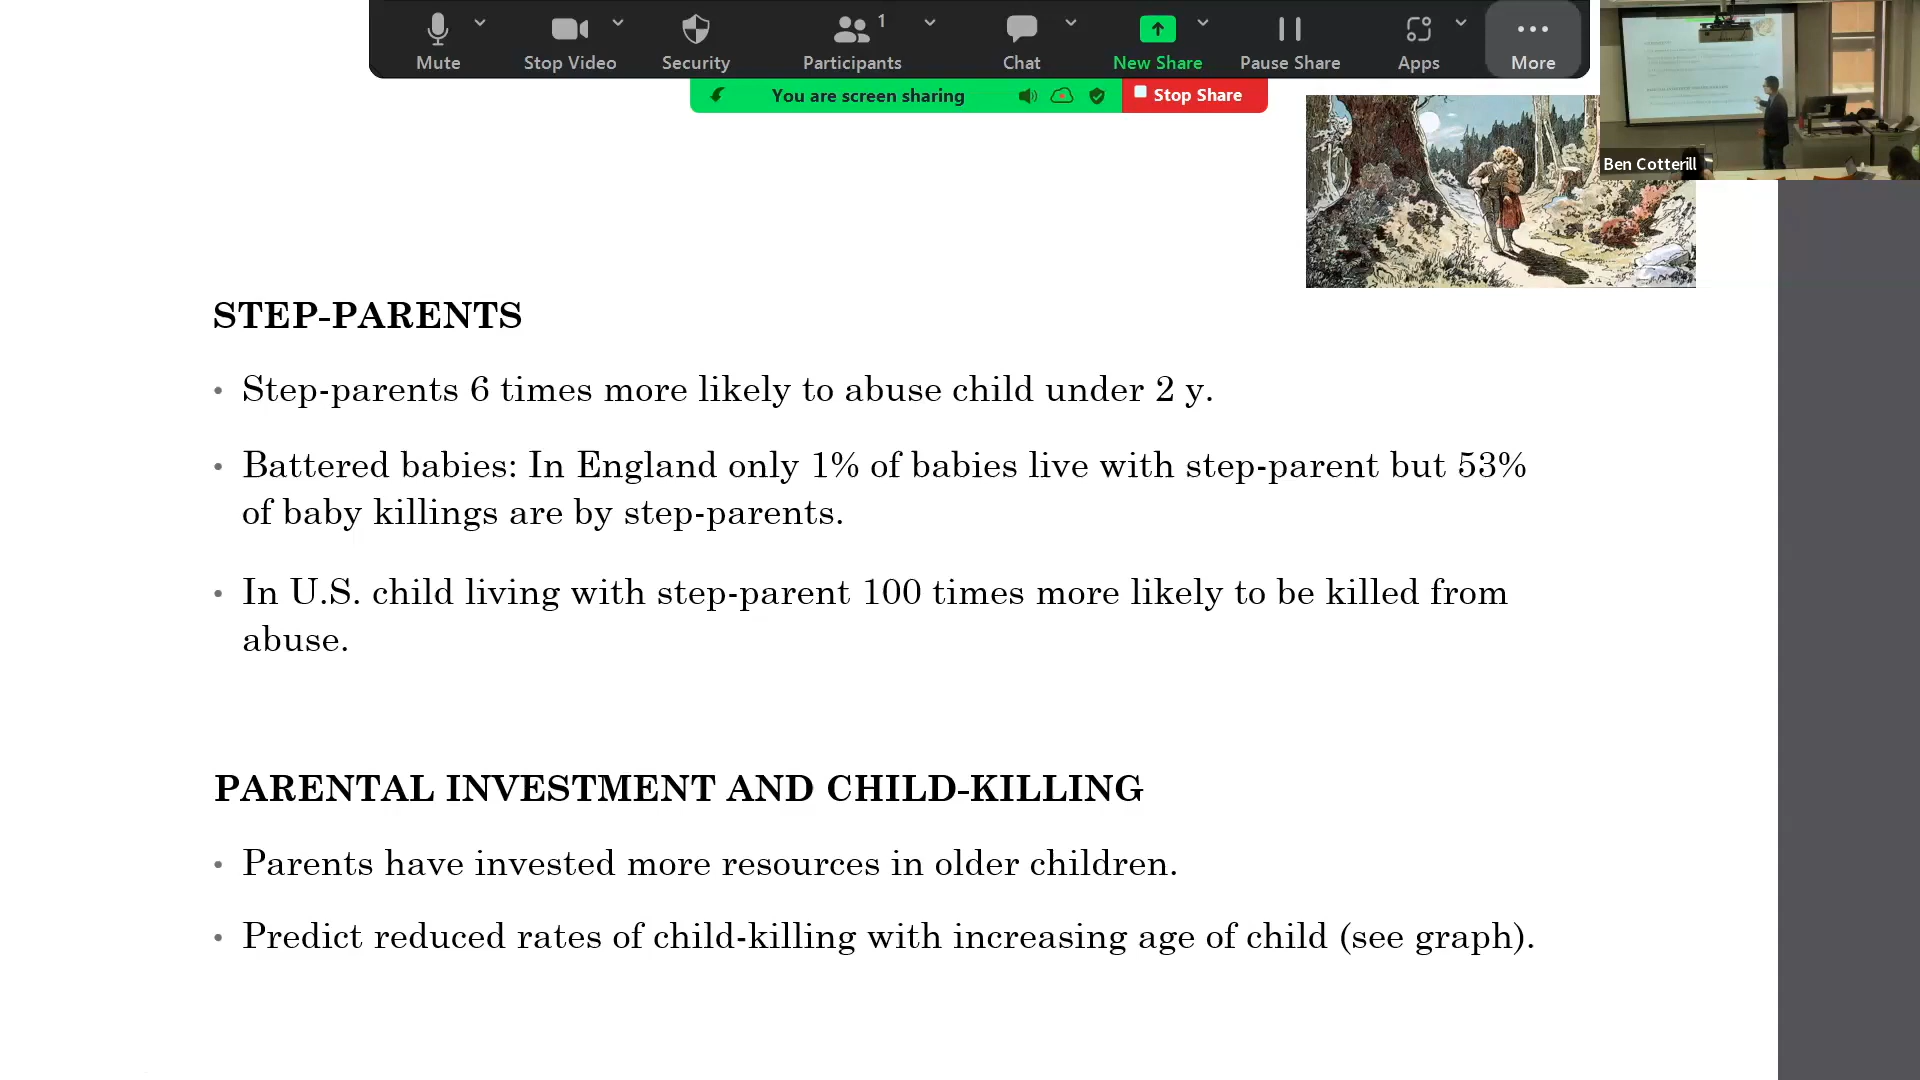 Mute
Stop Video
Security
Participants
1
Chat
New Share
Pause Share
Apps
More
You are screen sharing
Stop Share
Ben Cotterill
STEP-PARENTS
• Step-parents 6 times more likely to abuse child under 2 y.
• Battered babies: In England only 1% of babies live with step-parent but 53%
of baby killings are by step-parents.
• In U.S. child living with step-parent 100 times more likely to be killed from
abuse.
PARENTAL INVESTMENT AND CHILD-KILLING
• Parents have invested more resources in older children.
• Predict reduced rates of child-killing with increasing age of child (see graph).